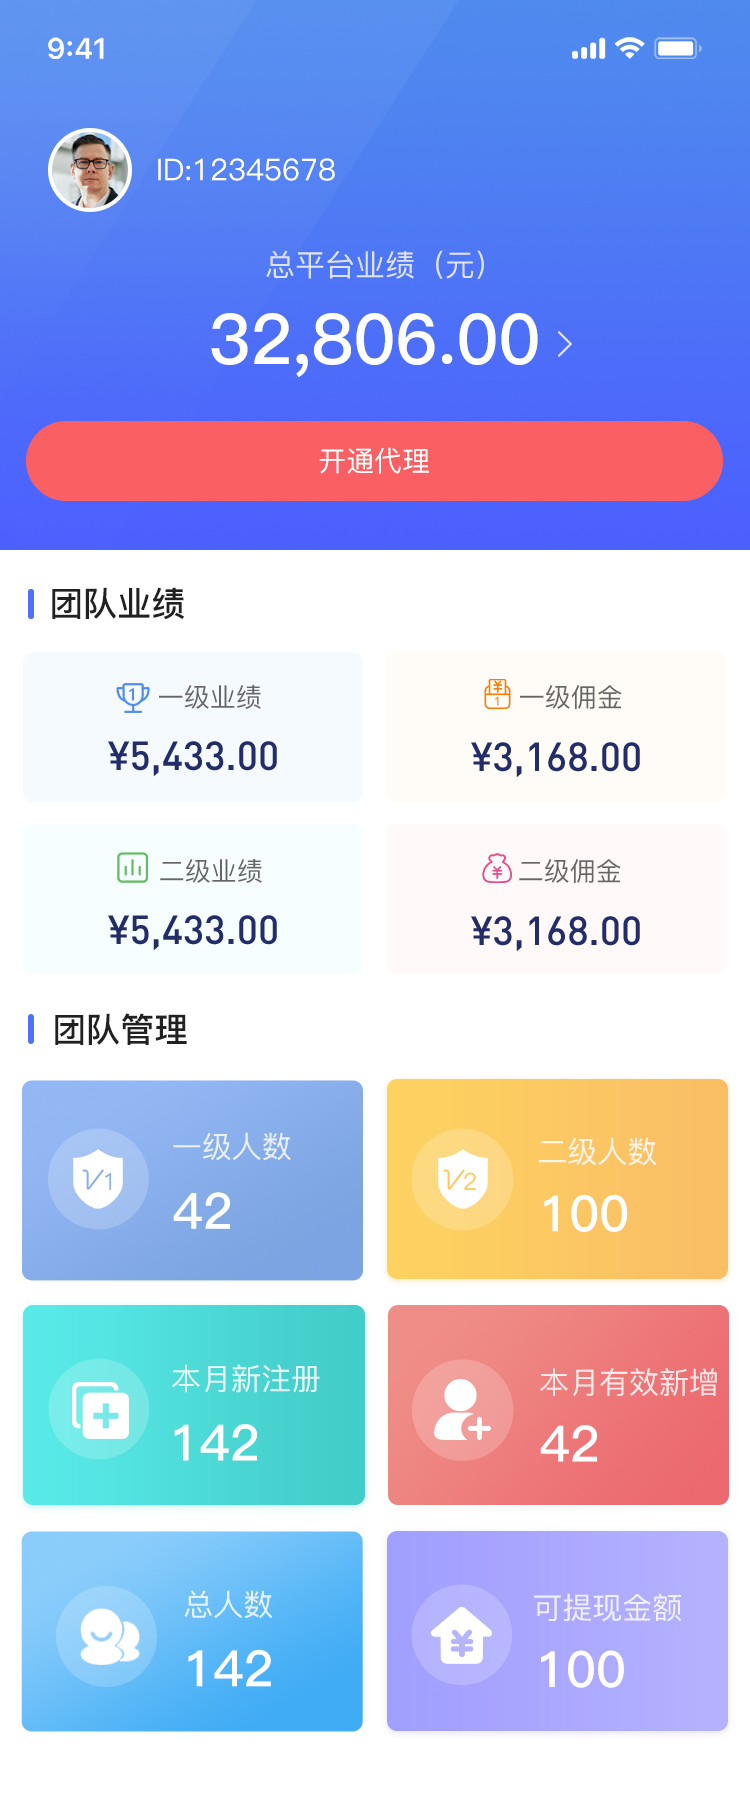 9:41
ID:12345678
总平台业绩（元）
32,806.00
开通代理
团队业绩
1 一级业绩
¥ 1 一级佣金
¥5,433.00
¥3,168.00
二级业绩
¥ 二级佣金
¥5,433.00
¥3,168.00
团队管理
V1
一级人数
42
V2
二级人数
100
本月新注册
142
本月有效新增
42
总人数
142
¥
可提现金额
100